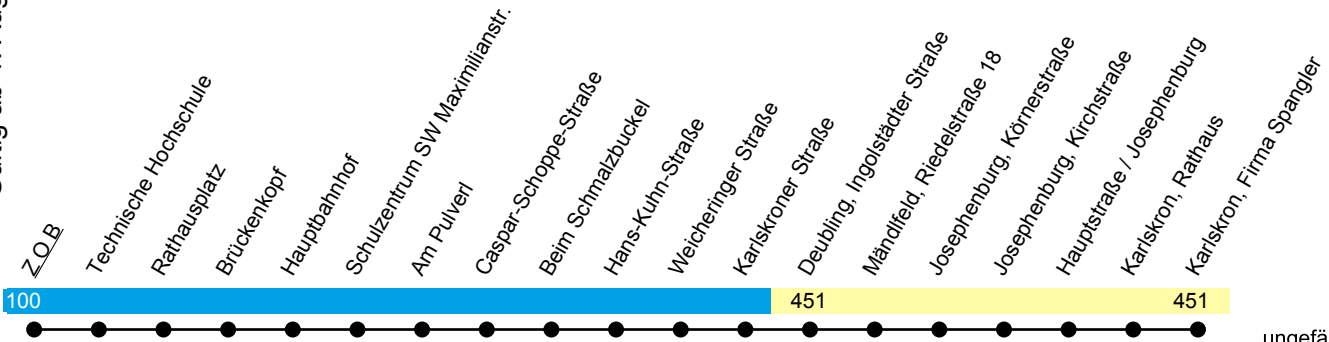 Z O B
Technische Hochschule
Rathausplatz
Brückenkopf
Hauptbahnhof
Schulzentrum SW Maximilianstr.
Am Pulverl
Caspar-Schoppe-Straße
Beim Schmalzbuckel
Hans-Kuhn-Straße
Weicheringer Straße
Karlskroner Straße
Deubling, Ingolstädter Straße
Mändlfeld, Riedelstraße 18
Josephenburg, Körnerstraße
Josephenburg, Kirchstraße
Hauptstraße / Josephenburg
Karlskron, Rathaus
Karlskron, Firma Spangler
100
451
451